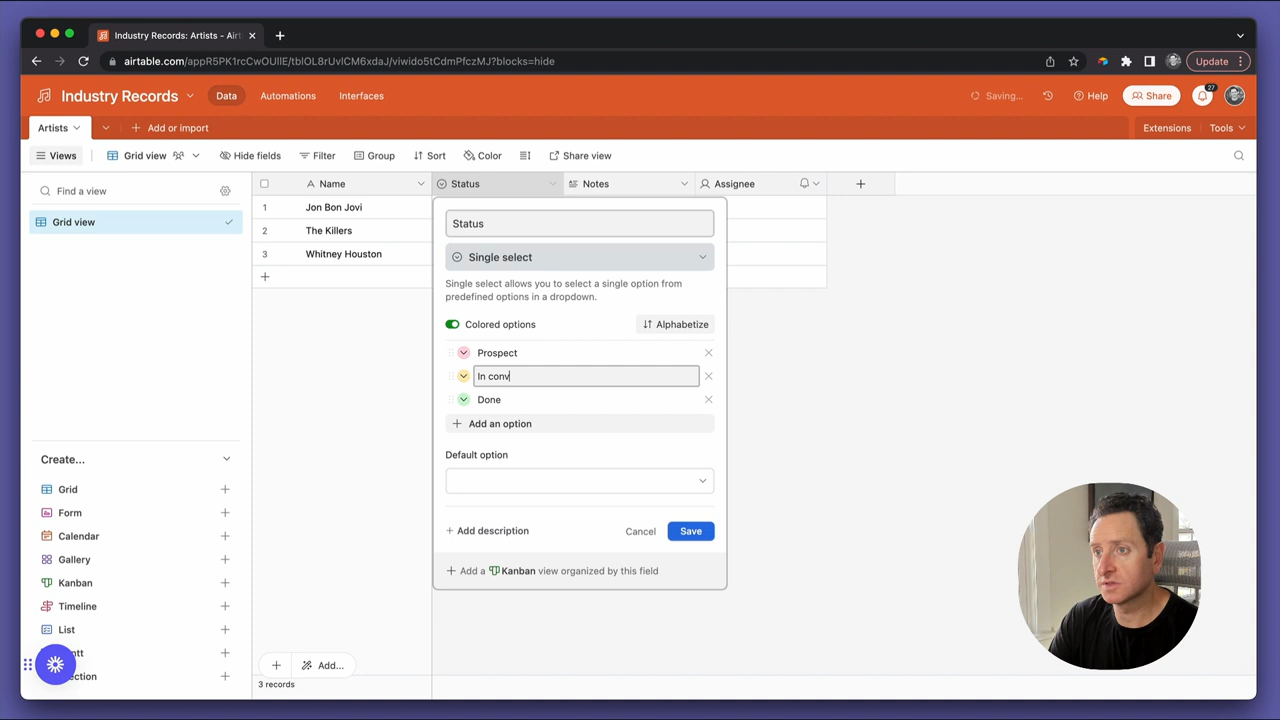 Industry Records: Artists - Airt
airtable.com/appR5PK1rcCwOUIlE/tblOL8rUvlCM6xdaJ/viwido5tCdmPfczMJ?blocks=hide
Update
Industry Records
Data
Automations
Interfaces
Saving...
Help
Share
27
Artists
Add or import
Extensions
Tools
Views
Grid view
Hide fields
Filter
Group
Sort
Color
Share view
Find a view
Grid view
Name
Status
Notes
Assignee
1 Jon Bon Jovi
2 The Killers
3 Whitney Houston
Status
Single select
Single select allows you to select a single option from
predefined options in a dropdown.
Colored options
Alphabetize
Prospect
In conv
Done
Add an option
Default option
Add description
Cancel
Save
Add a Kanban view organized by this field
Create...
Grid
Form
Calendar
Gallery
Kanban
Timeline
List
Add...
3 records